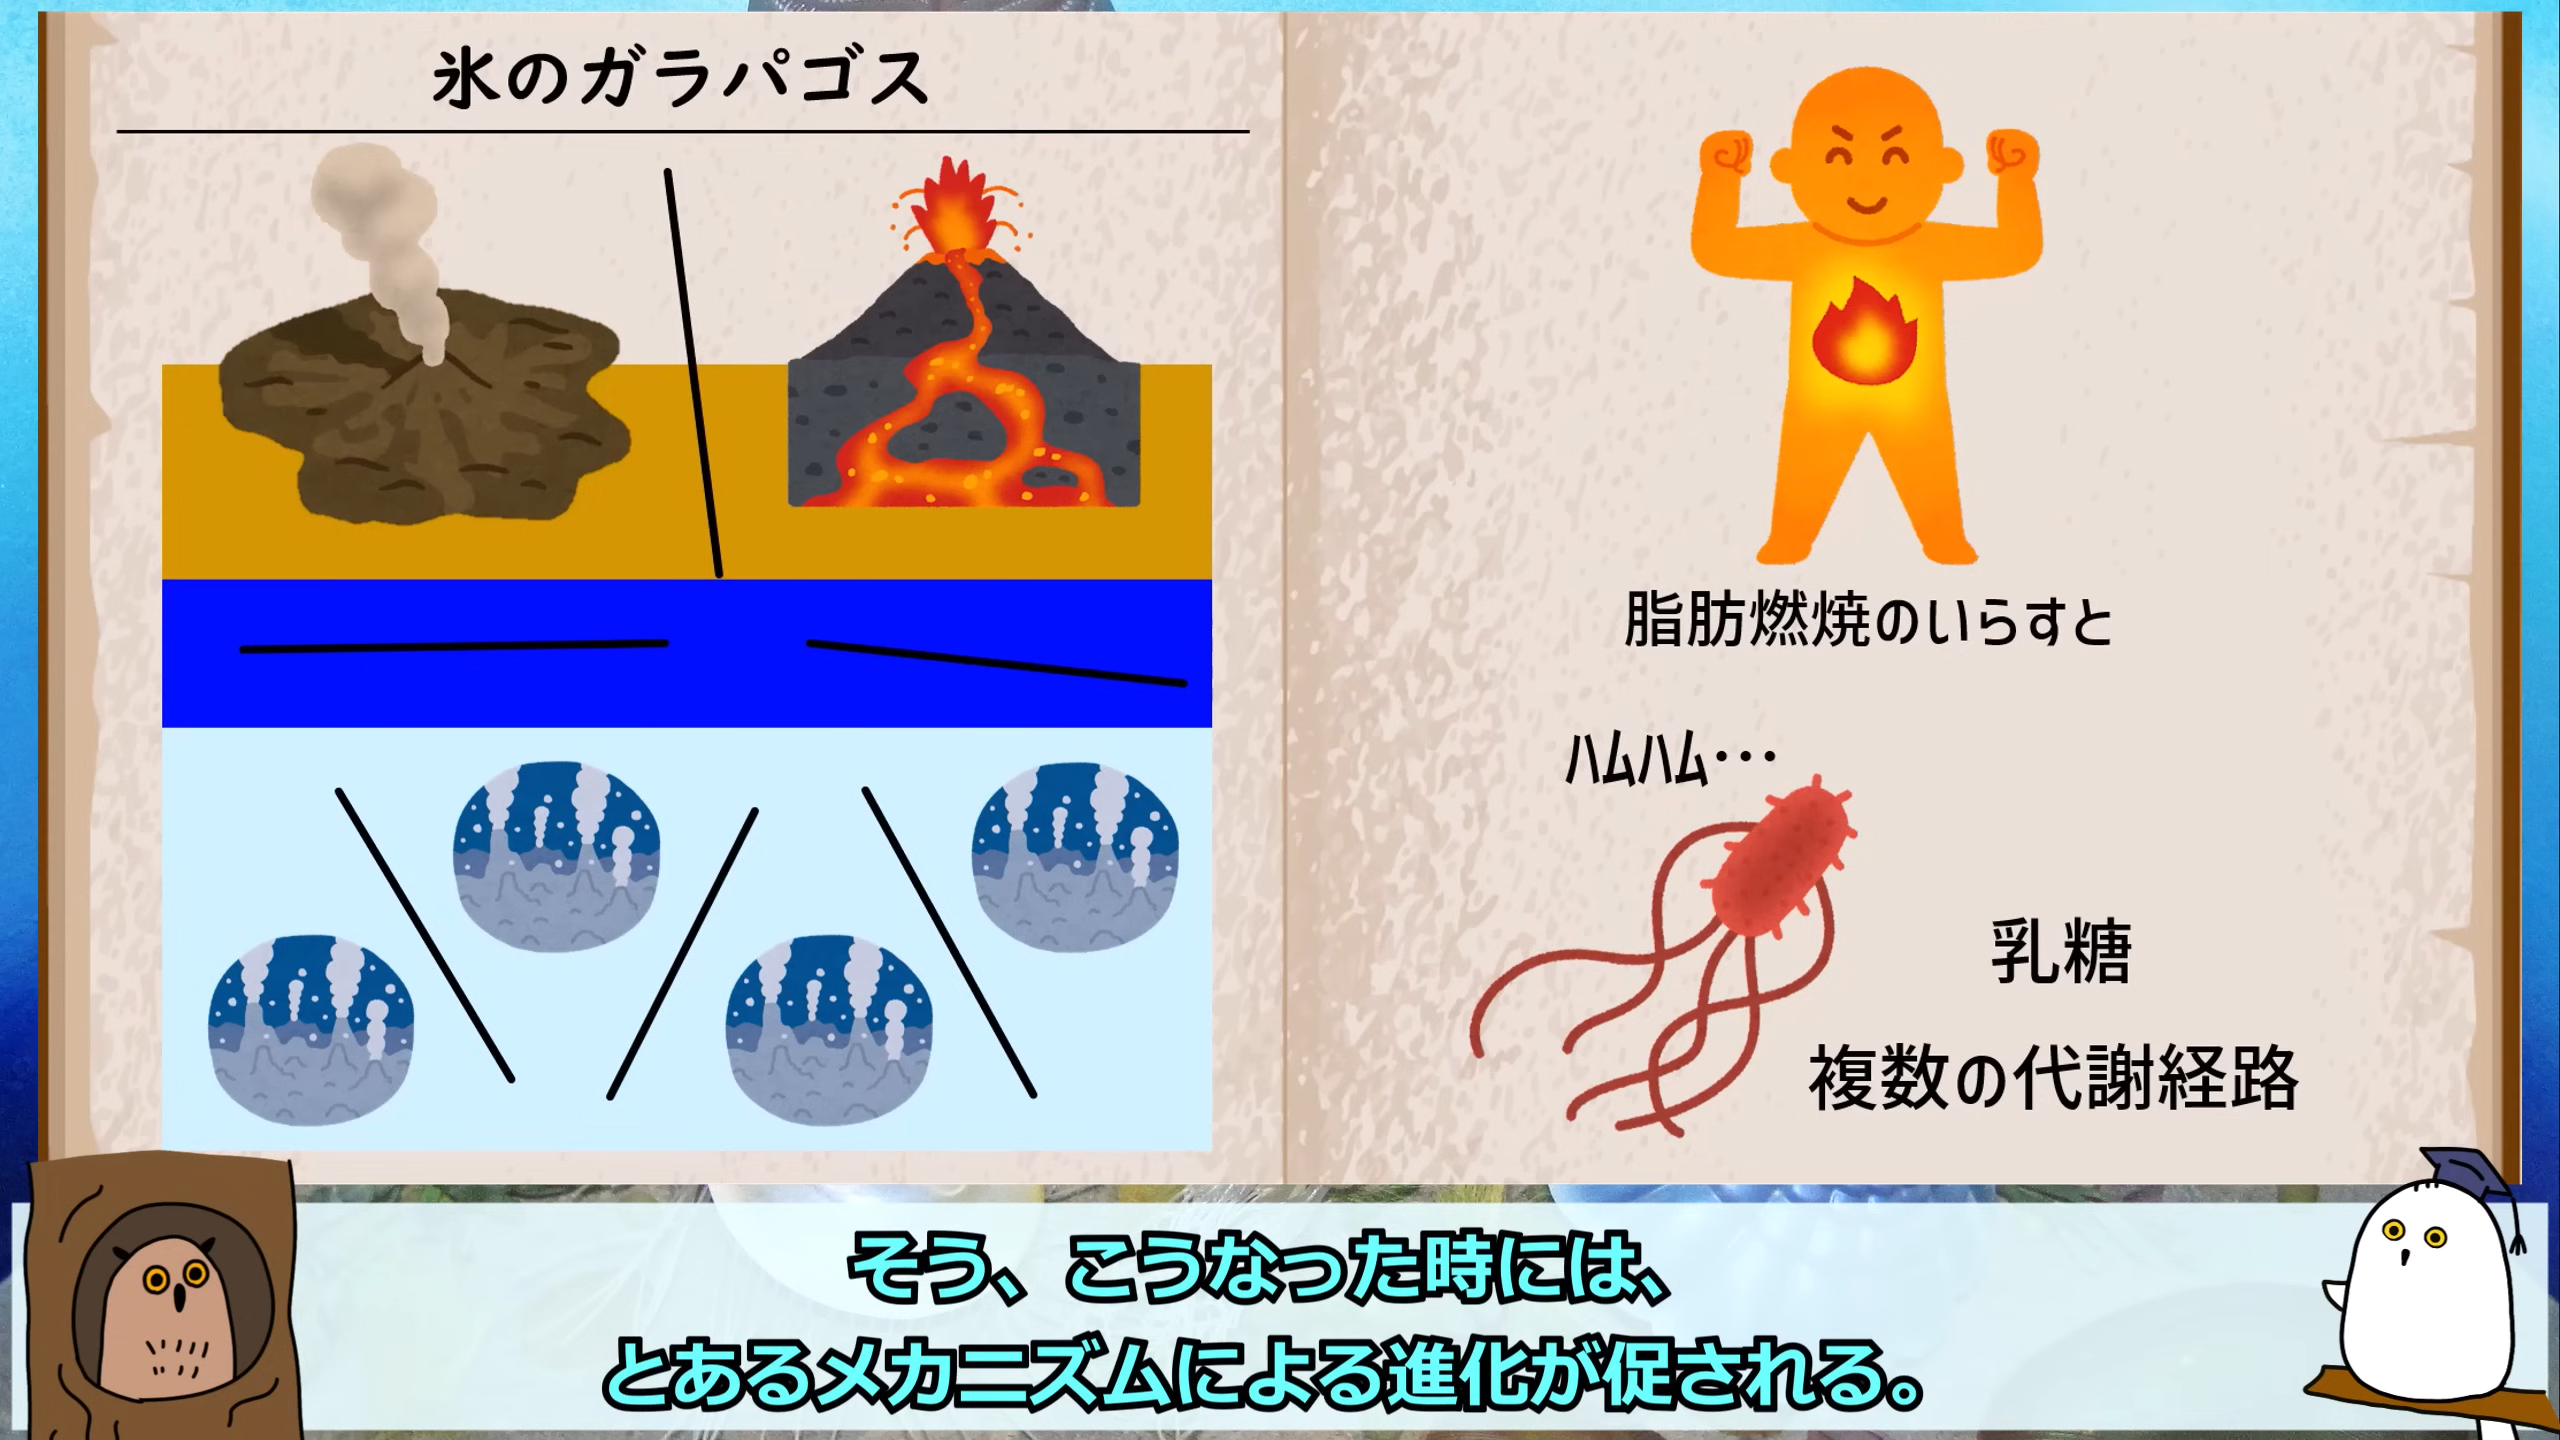 氷のガラパゴス
脂肪燃焼のいらすと
ハムハム･･･
乳糖
複数の代謝経路
そう、こうなった時には、
とあるメカニズムによる進化が促される。